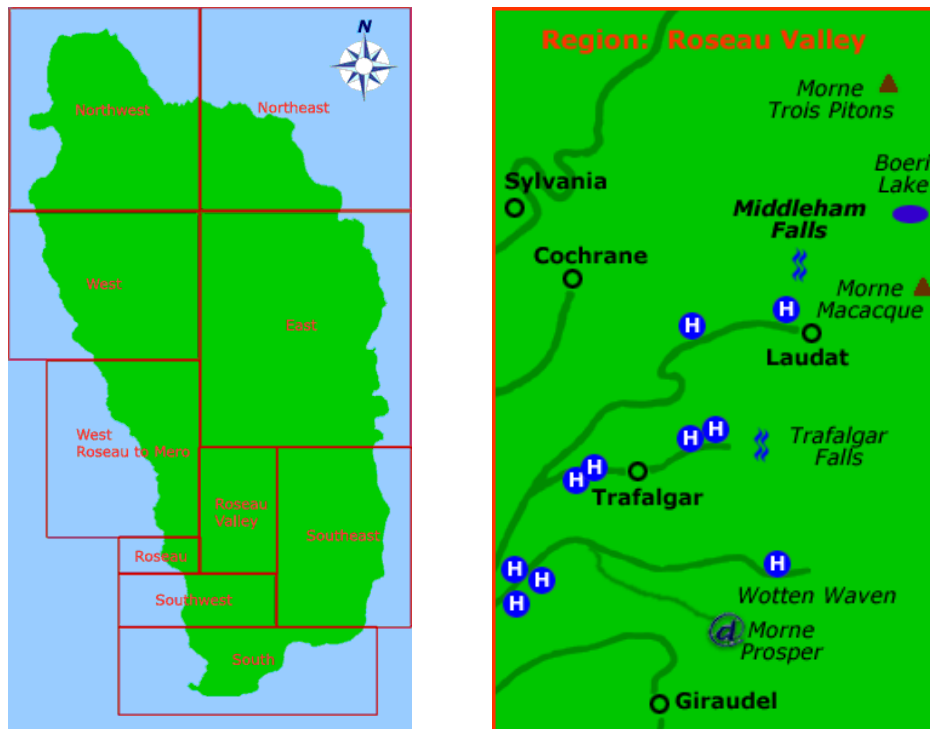 N
Northwest
Northeast
West
East
West
Roseau to Mero
Roseau
Valley
Southeast
Roseau
Southwest
South
Region: Roseau Valley
Morne
Trois Pitons
Boeri
Lake
Sylvania
Middleham
Falls
Cochrane
Morne
Macacque
H
H
Laudat
H
H
Trafalgar
Falls
H
H
Trafalgar
H
H
H
H
Wotten Waven
d
Morne
Prosper
Giraudel